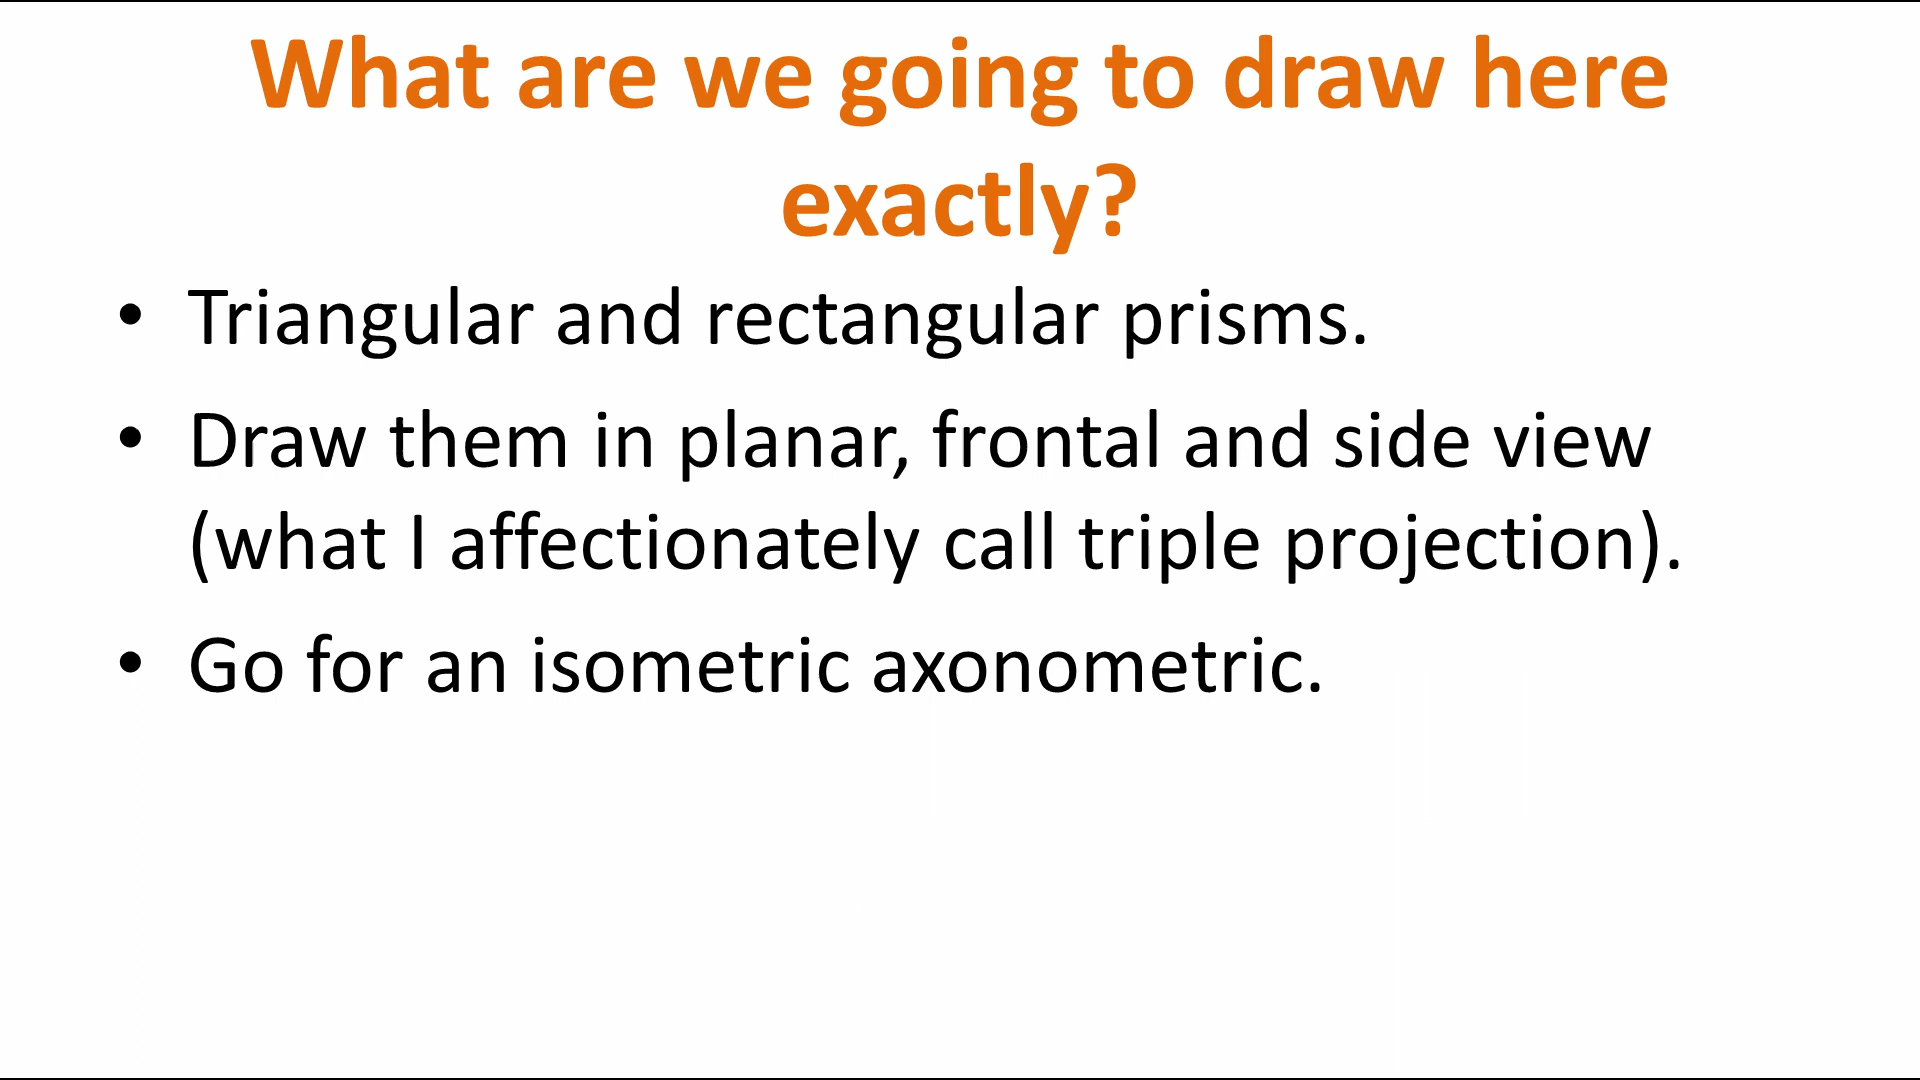 What are we going to draw here
exactly?
• Triangular and rectangular prisms.
• Draw them in planar, frontal and side view
(what I affectionately call triple projection).
• Go for an isometric axonometric.